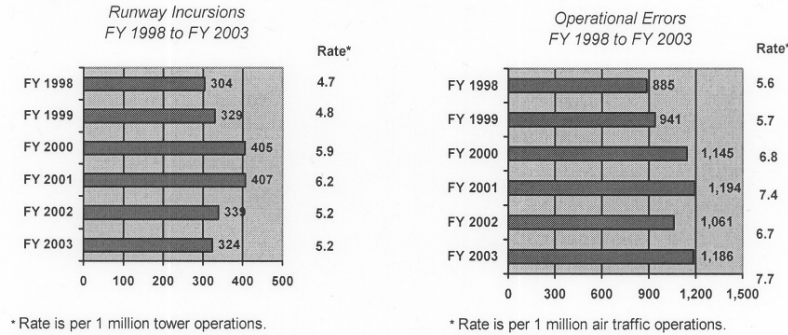 Runway Incursions
FY 1998 to FY 2003
Rate*
FY 1998 304 4.7
FY 1999 329 4.8
FY 2000 405 5.9
FY 2001 407 6.2
FY 2002 339 5.2
FY 2003 324 5.2
0 100 200 300 400 500
* Rate is per 1 million tower operations.
Operational Errors
FY 1998 to FY 2003
Rate*
FY 1998 885 5.6
FY 1999 941 5.7
FY 2000 1,145 6.8
FY 2001 1,194 7.4
FY 2002 1,061 6.7
FY 2003 1,186 7.7
0 300 600 900 1,200 1,500
* Rate is per 1 million air traffic operations.